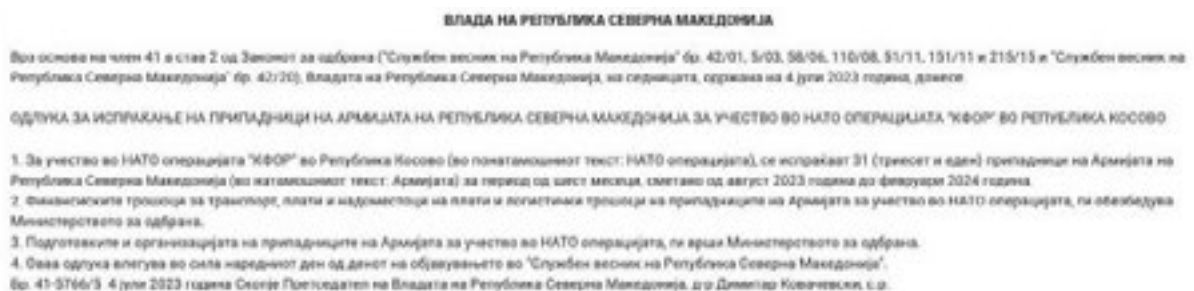 ВЛАДА НА РЕПУБЛИКА СЕВЕРНА МАКЕДОНИЈА
Врз основа на член 41 а став 2 од Законот за одбрана ("Службен весник на Република Македонија" бр. 42/01, 5/03, 58/06, 110/08, 51/11, 151/11 и 215/15 и "Службен весник на
Република Северна Македонија" бр. 42/20), Владата на Република Северна Македонија, на седницата, одржана на 4 јули 2023 година, донесе
ОДЛУКА ЗА ИСПРАЌАЊЕ НА ПРИПАДНИЦИ НА АРМИЈАТА НА РЕПУБЛИКА СЕВЕРНА МАКЕДОНИЈА ЗА УЧЕСТВО ВО НАТО ОПЕРАЦИЈАТА "КФОР" ВО РЕПУБЛИКА КОСОВО
1. За учество во НАТО операцијата "КФОР" во Република Косово (во понатамошниот текст: НАТО операцијата), се испраќаат 31 (триесет и еден) припадници на Армијата на
Република Северна Македонија (во натамошниот текст: Армијата) за период од шест месеци, сметано од август 2023 година до февруари 2024 година.
2. Финансиските трошоци за транспорт, плати и надоместоци на плати и логистички трошоци на припадниците на Армијата за учество во НАТО операцијата, ги обезбедува
Министерството за одбрана.
3. Подготовките и организацијата на припадниците на Армијата за учество во НАТО операцијата, ги врши Министерството за одбрана.
4. Оваа одлука влегува во сила наредниот ден од денот на објавувањето во "Службен весник на Република Северна Македонија".
Бр. 41-5766/5 4 јули 2023 година Скопје Претседател на Владата на Република Северна Македонија, д-р Димитар Ковачевски, с.р.